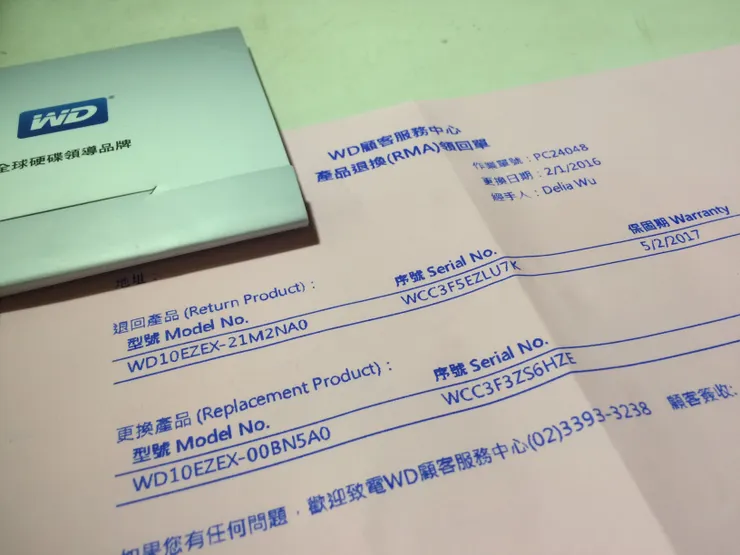 WD®
全球硬碟領導品牌
WD顧客服務中心
產品退換(RMA)領回單
作業單號：PC24048
更換日期：2/1/2016
經手人：Delia Wu
地址：
退回產品 (Return Product)：
型號 Model No. 序號 Serial No. 保固期 Warranty
WD10EZEX-21M2NA0 WCC3F5EZLU7K 5/2/2017
更換產品 (Replacement Product)：
型號 Model No. 序號 Serial No.
WD10EZEX-00BN5A0 WCC3F3ZS6HZE
如果您有任何問題，歡迎致電WD顧客服務中心(02)3393-3238 顧客簽收: